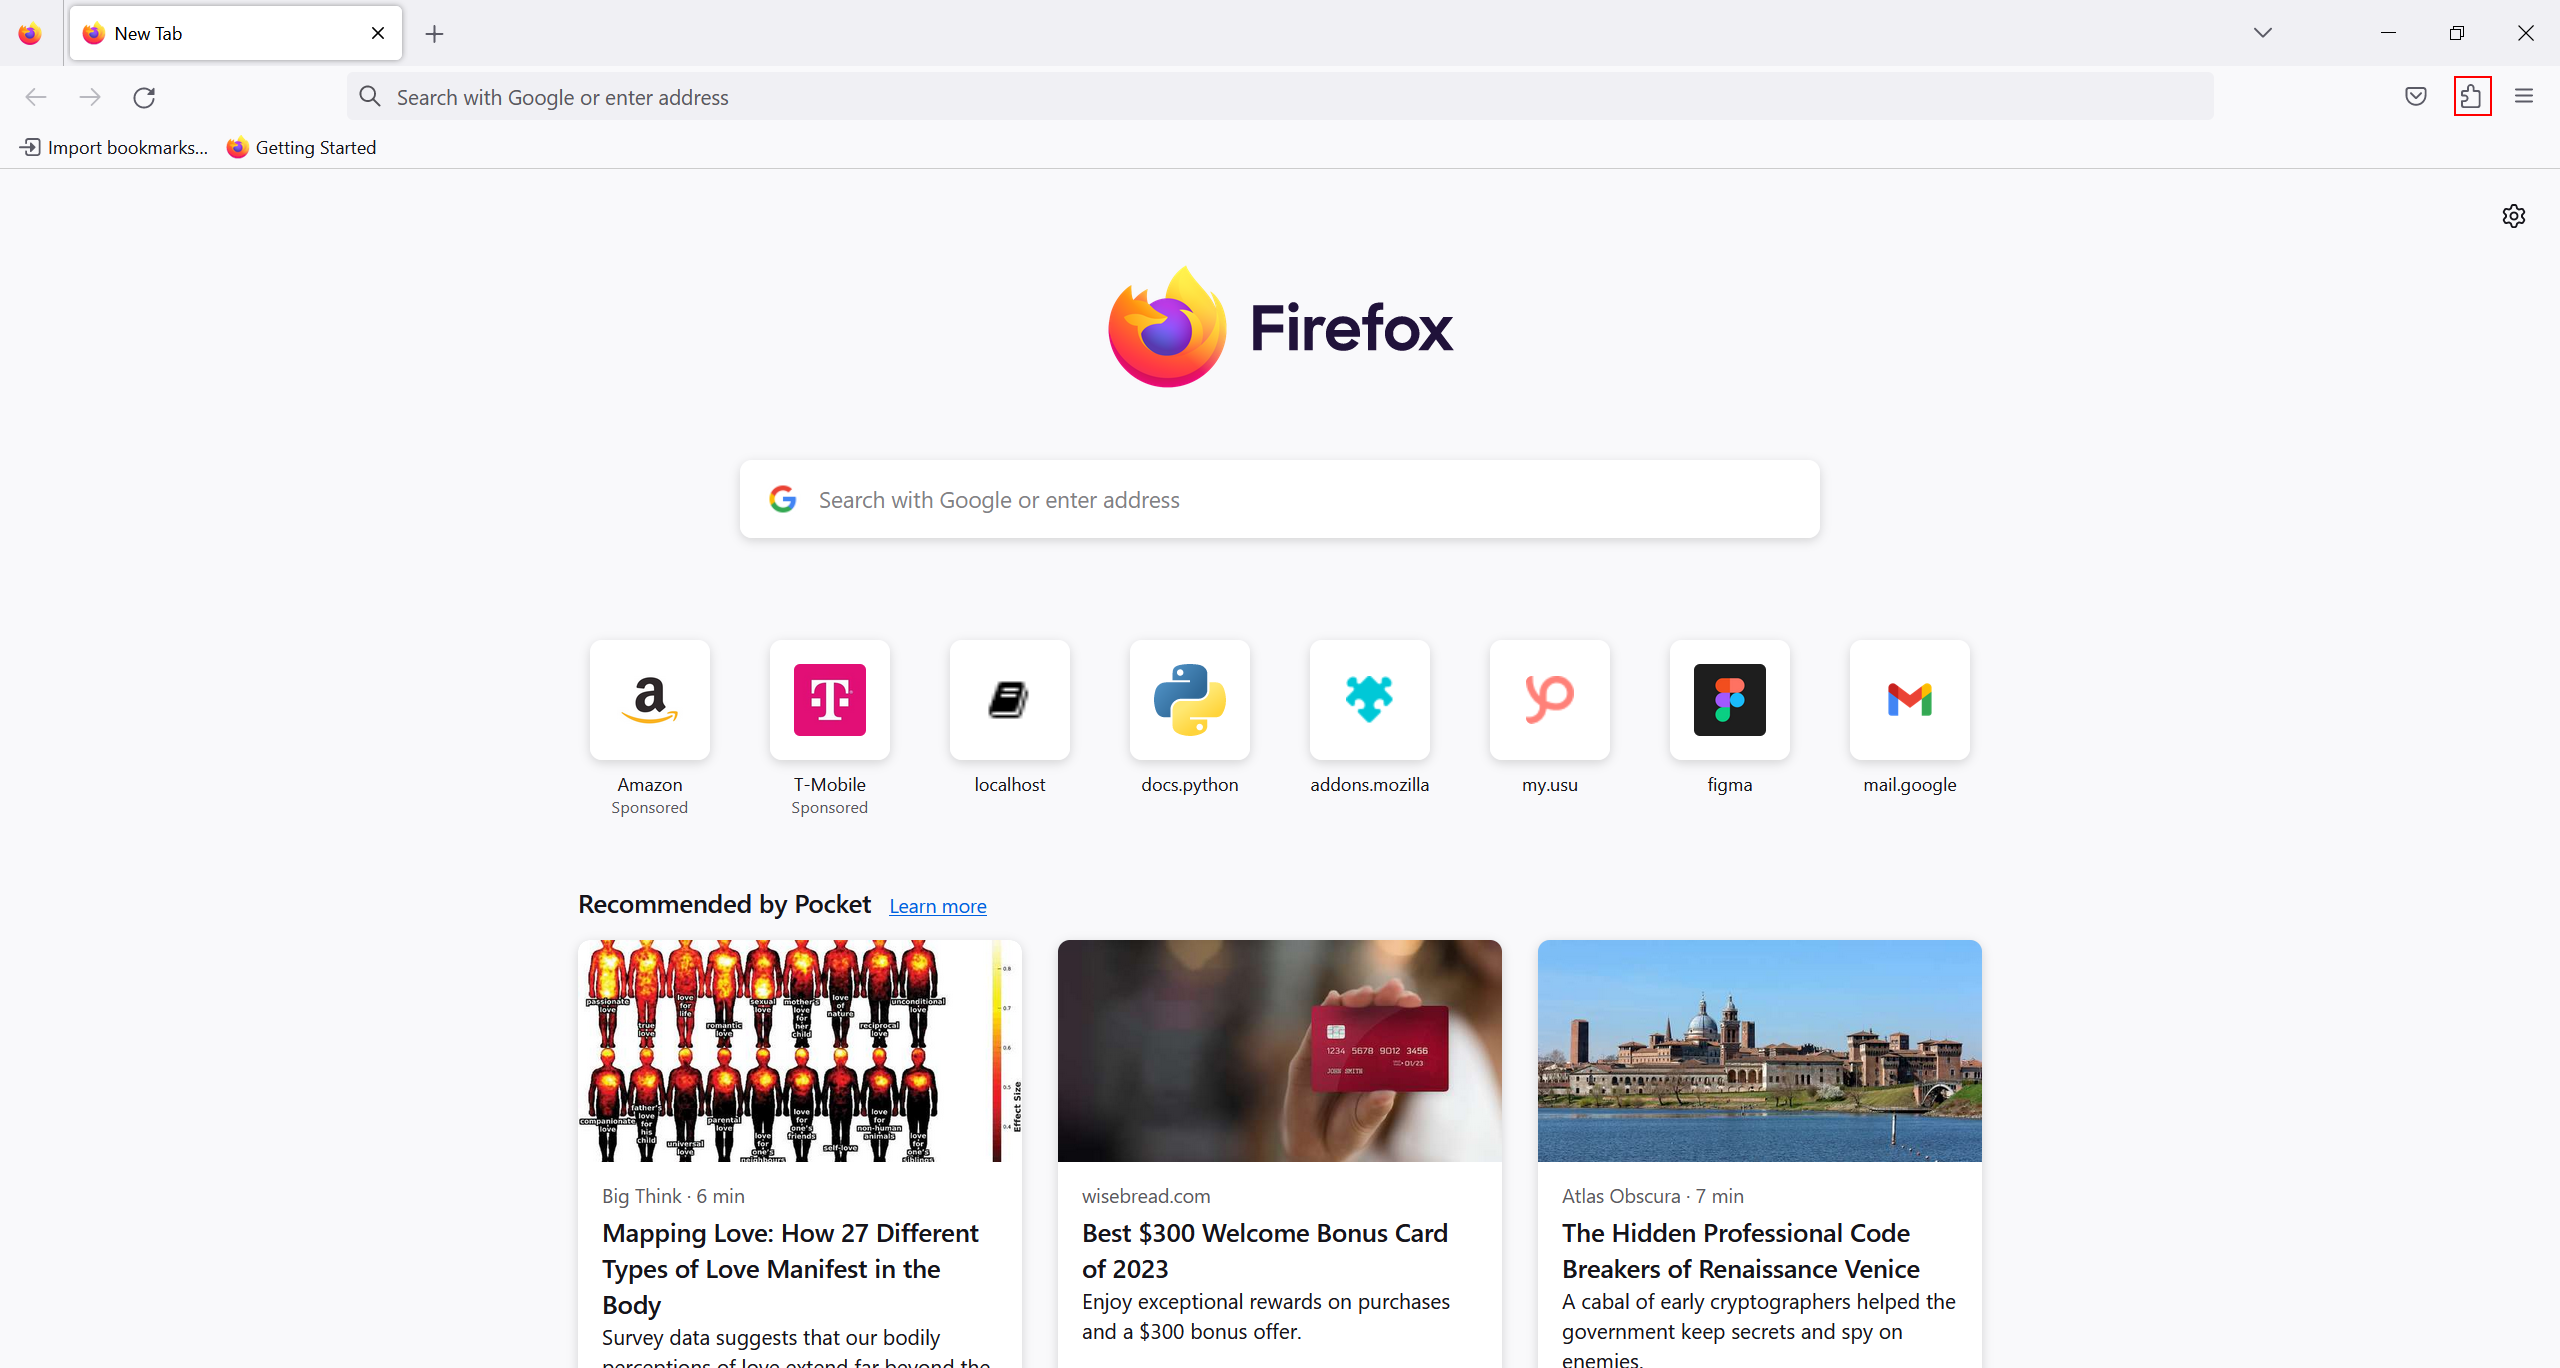 New Tab
Search with Google or enter address
Import bookmarks...
Getting Started
Firefox
Search with Google or enter address
Amazon
Sponsored
T-Mobile
Sponsored
localhost
docs.python
addons.mozilla
my.usu
figma
mail.google
Recommended by Pocket
Learn more
passionate love
true love
love for life
romantic love
sexual love
mother's love for her child
love of nature
reciprocal love
unconditional love
companionate love
father's love for his child
universal love
parental love
love for one's neighbours
love for one's friends
self-love
love for non-human animals
love for one's siblings
0.8
0.7
0.6
0.5
0.4
Effect Size
1234 5678 9012 3456
01/23
JOHN SMITH
Big Think · 6 min
Mapping Love: How 27 Different
Types of Love Manifest in the
Body
Survey data suggests that our bodily
perceptions of love extend far beyond the
wisebread.com
Best $300 Welcome Bonus Card
of 2023
Enjoy exceptional rewards on purchases
and a $300 bonus offer.
Atlas Obscura · 7 min
The Hidden Professional Code
Breakers of Renaissance Venice
A cabal of early cryptographers helped the
government keep secrets and spy on
enemies.